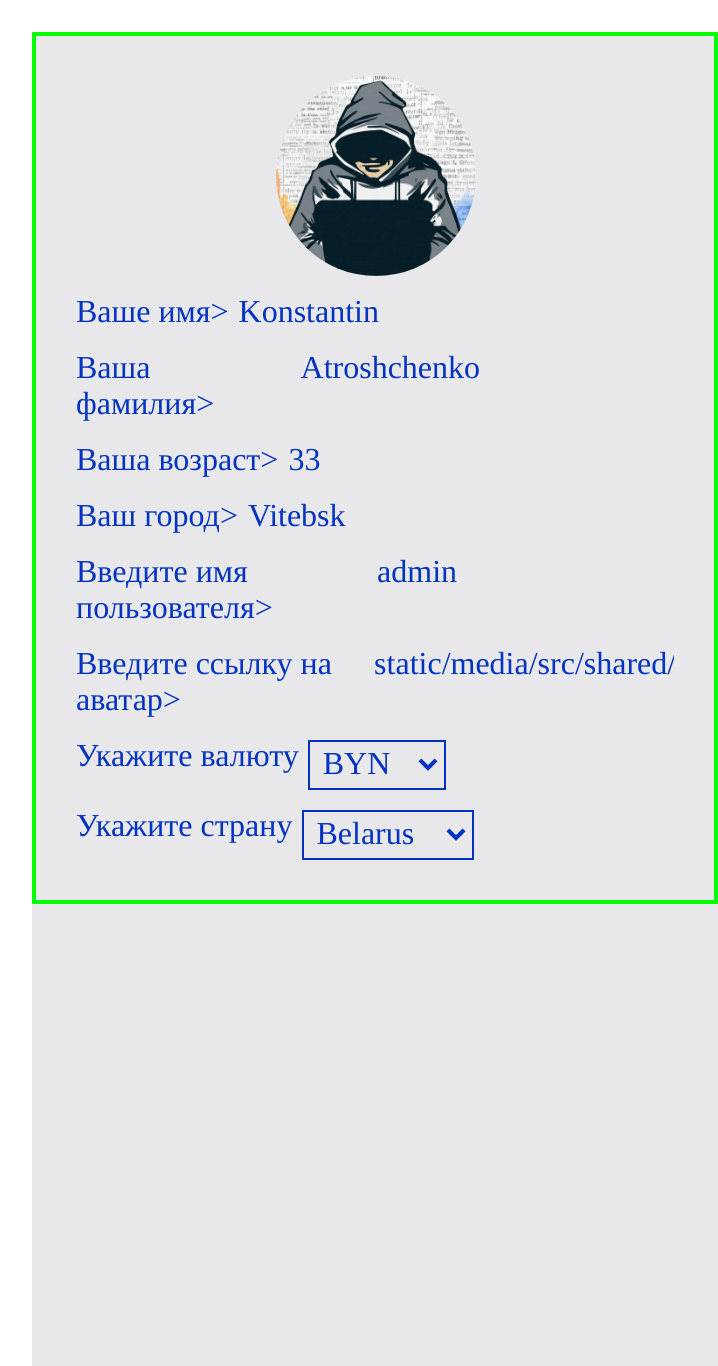 Ваше имя> Konstantin
Ваша фамилия> Atroshchenko
Ваша возраст> 33
Ваш город> Vitebsk
Введите имя пользователя> admin
Введите ссылку на аватар> static/media/src/shared/
Укажите валюту BYN
Укажите страну Belarus